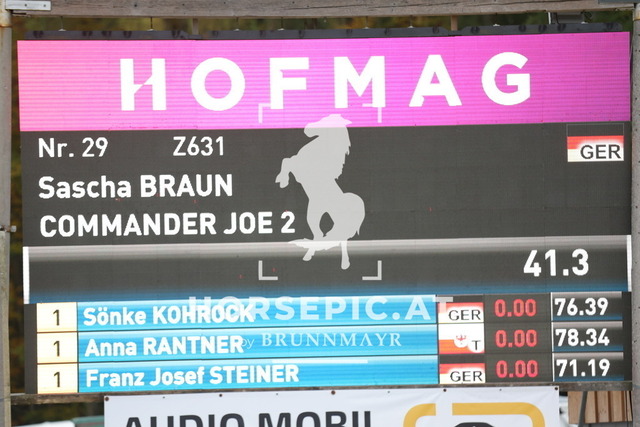 HOFMAG
Nr. 29 Z631
GER
Sascha BRAUN
COMMANDER JOE 2
41.3
HORSEPIC.AT
by BRUNNMAYR
1 Sönke KOHROCK GER 0.00 76.39
1 Anna RANTNER T 0.00 78.34
1 Franz Josef STEINER GER 0.00 71.19
AUDIO MOBIL